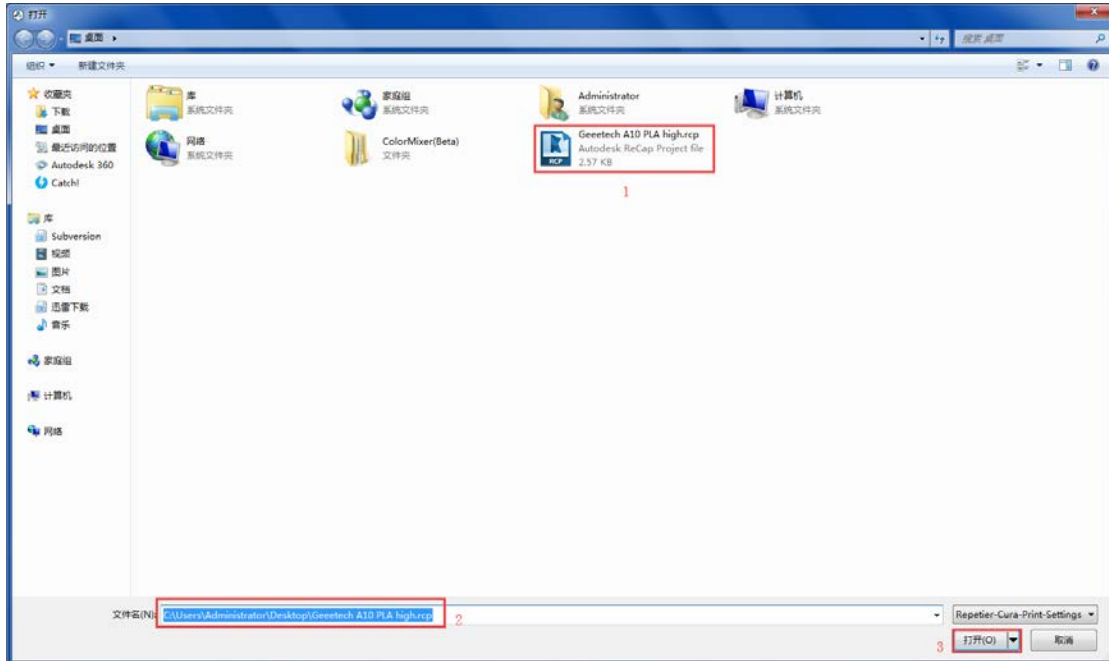 打开
桌面
搜索 桌面
组织
新建文件夹
收藏夹
下载
桌面
最近访问的位置
Autodesk 360
Catch!
库
Subversion
视频
图片
文档
迅雷下载
音乐
家庭组
计算机
网络
库
系统文件夹
家庭组
系统文件夹
Administrator
系统文件夹
计算机
系统文件夹
网络
系统文件夹
ColorMixer(Beta)
文件夹
RCP
Geeetech A10 PLA high.rcp
Autodesk ReCap Project file
2.57 KB
1
文件名(N):
C:\Users\Administrator\Desktop\Geeetech A10 PLA high.rcp
2
Repetier-Cura-Print-Settings
3
打开(O)
取消